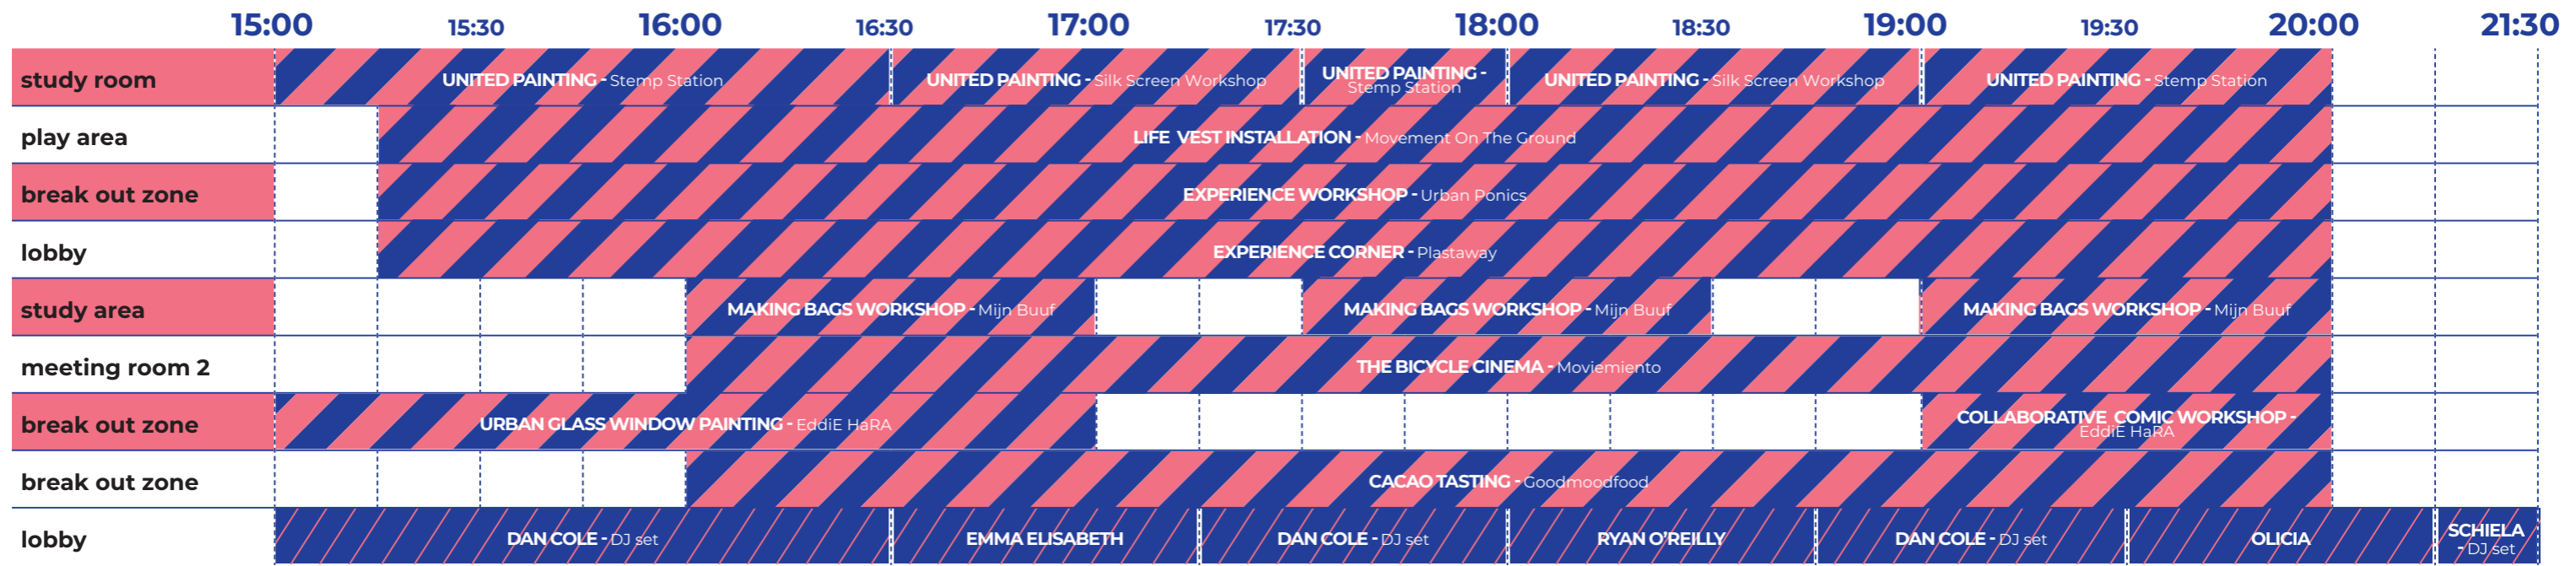 15:00 15:30 16:00 16:30 17:00 17:30 18:00 18:30 19:00 19:30 20:00 21:30
study room UNITED PAINTING - Stemp Station UNITED PAINTING - Silk Screen Workshop UNITED PAINTING - Stemp Station UNITED PAINTING - Silk Screen Workshop UNITED PAINTING - Stemp Station
play area LIFE VEST INSTALLATION - Movement On The Ground
break out zone EXPERIENCE WORKSHOP - Urban Ponics
lobby EXPERIENCE CORNER - Plastaway
study area MAKING BAGS WORKSHOP - Mijn Buuf MAKING BAGS WORKSHOP - Mijn Buuf MAKING BAGS WORKSHOP - Mijn Buuf
meeting room 2 THE BICYCLE CINEMA - Moviemiento
break out zone URBAN GLASS WINDOW PAINTING - EddiE HaRA COLLABORATIVE COMIC WORKSHOP - EddiE HaRA
break out zone CACAO TASTING - Goodmoodfood
lobby DAN COLE - DJ set EMMA ELISABETH DAN COLE - DJ set RYAN O'REILLY DAN COLE - DJ set OLICIA SCHIELA - DJ set